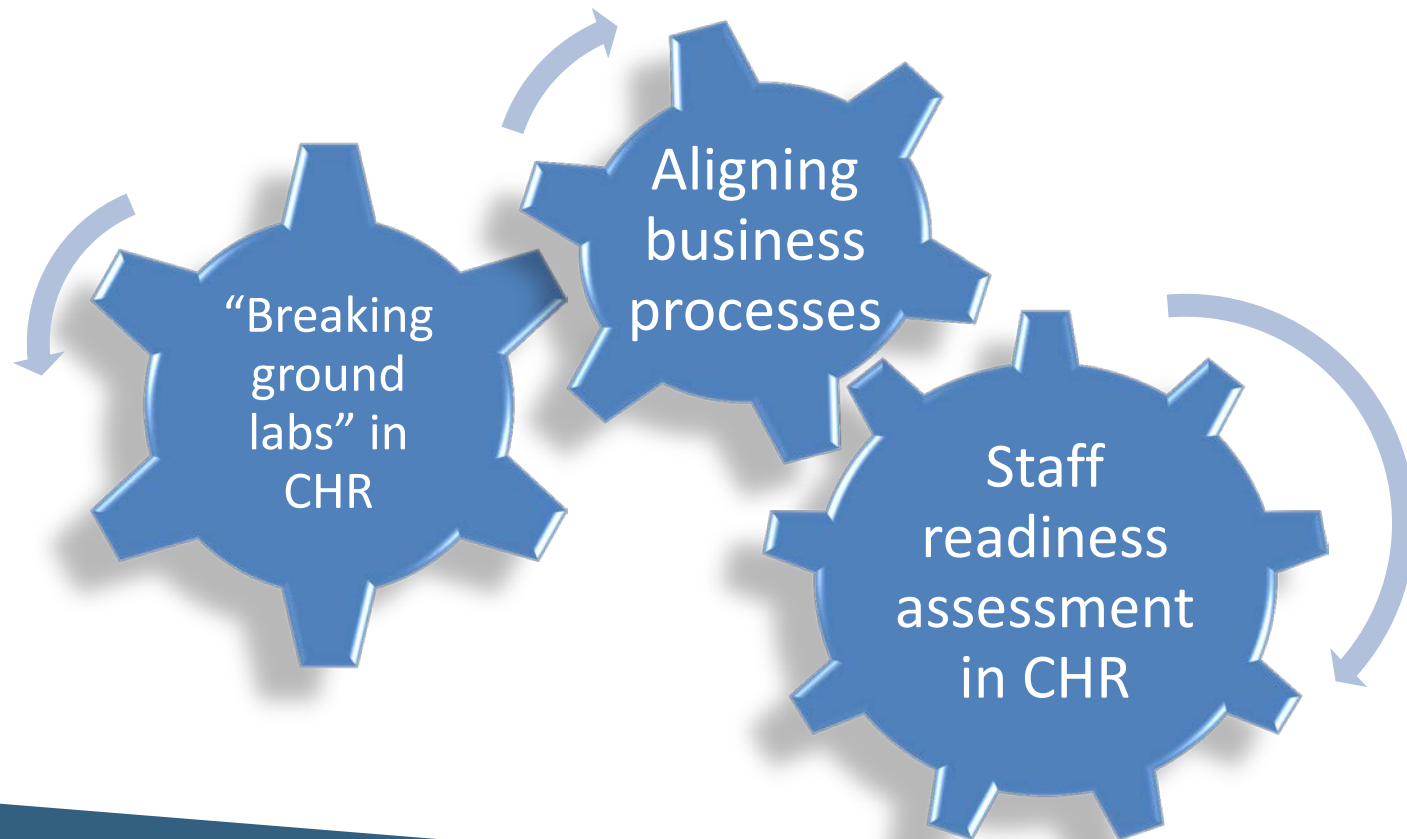 “Breaking
ground
labs” in
CHR
Aligning
business
processes
Staff
readiness
assessment
in CHR